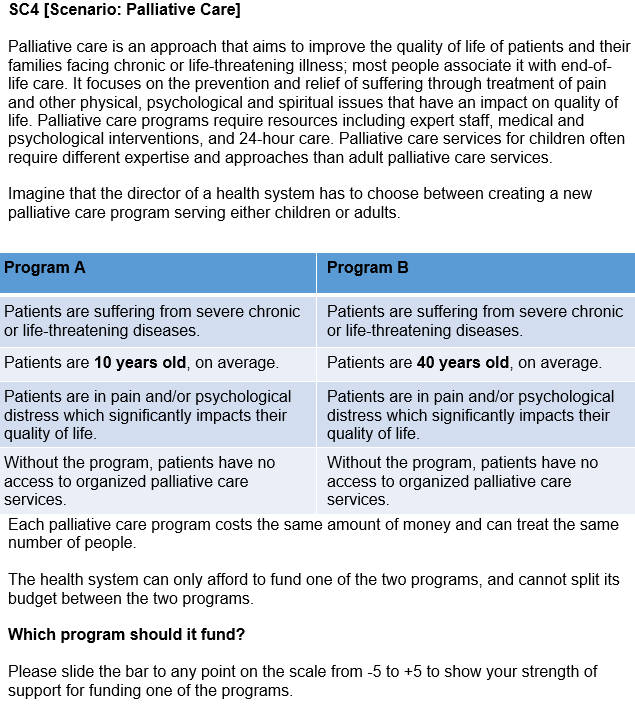 SC4 [Scenario: Palliative Care]
Palliative care is an approach that aims to improve the quality of life of patients and their
families facing chronic or life-threatening illness; most people associate it with end-of-
life care. It focuses on the prevention and relief of suffering through treatment of pain
and other physical, psychological and spiritual issues that have an impact on quality of
life. Palliative care programs require resources including expert staff, medical and
psychological interventions, and 24-hour care. Palliative care services for children often
require different expertise and approaches than adult palliative care services.
Imagine that the director of a health system has to choose between creating a new
palliative care program serving either children or adults.
Program A
Program B
Patients are suffering from severe chronic
or life-threatening diseases.
Patients are suffering from severe chronic
or life-threatening diseases.
Patients are 10 years old, on average.
Patients are 40 years old, on average.
Patients are in pain and/or psychological
distress which significantly impacts their
quality of life.
Patients are in pain and/or psychological
distress which significantly impacts their
quality of life.
Without the program, patients have no
access to organized palliative care
services.
Without the program, patients have no
access to organized palliative care
services.
Each palliative care program costs the same amount of money and can treat the same
number of people.
The health system can only afford to fund one of the two programs, and cannot split its
budget between the two programs.
Which program should it fund?
Please slide the bar to any point on the scale from -5 to +5 to show your strength of
support for funding one of the programs.